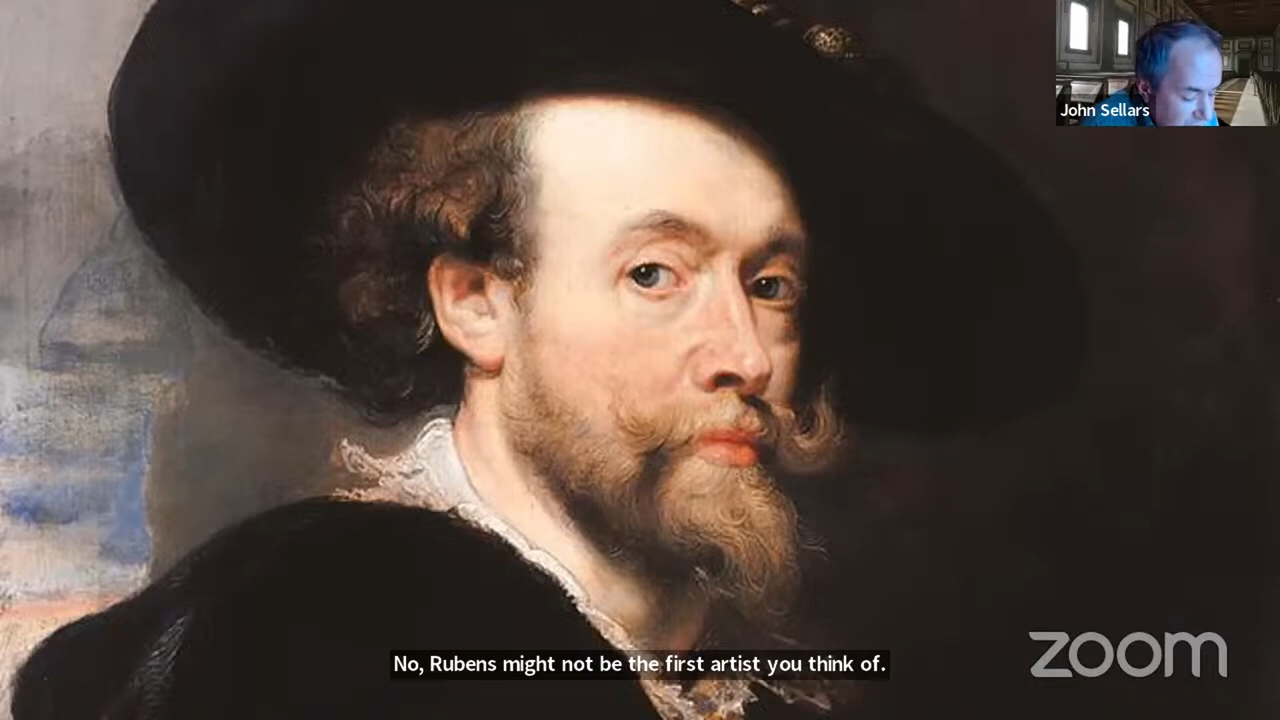 John Sellars
No, Rubens might not be the first artist you think of.
zoom